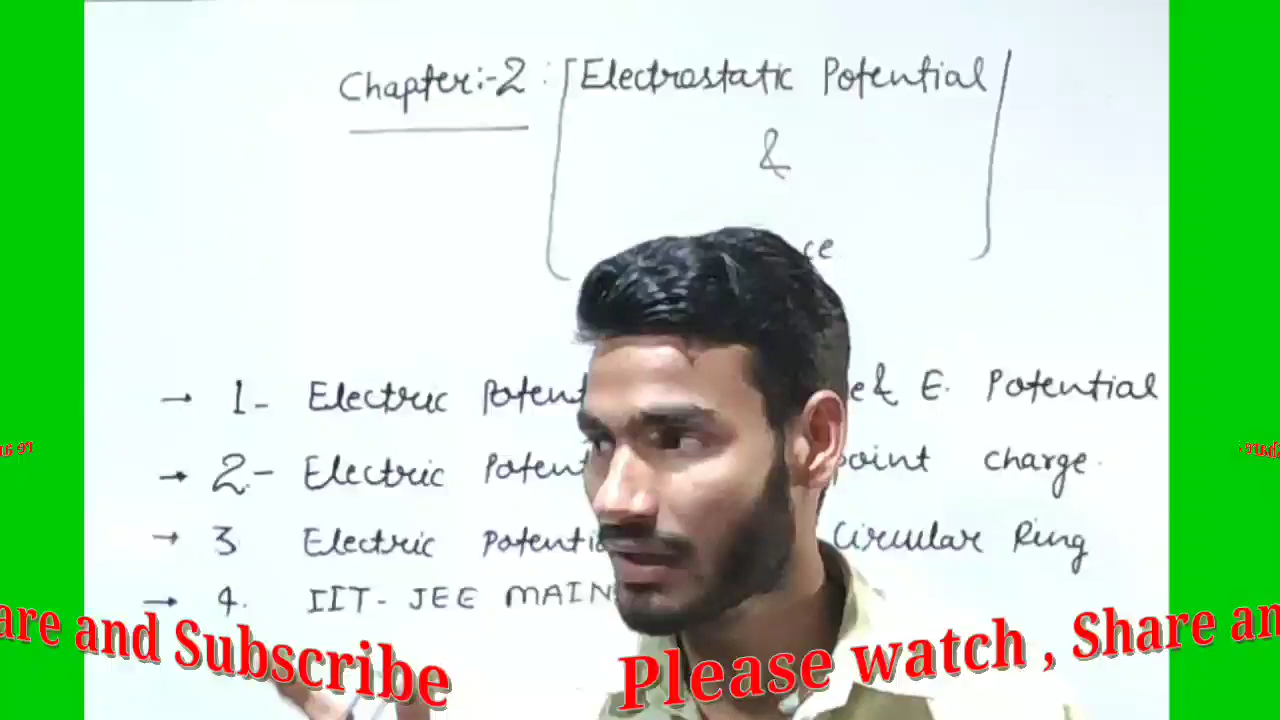 Chapter:-2 : [Electrostatic Potential
&
ce
→ 1- Electric Potent e & E. Potential
→ 2- Electric Potent point charge.
→ 3 Electric Potenti Circular Ring
→ 4. IIT- JEE MAIN
are and Subscribe
Please watch , Share an